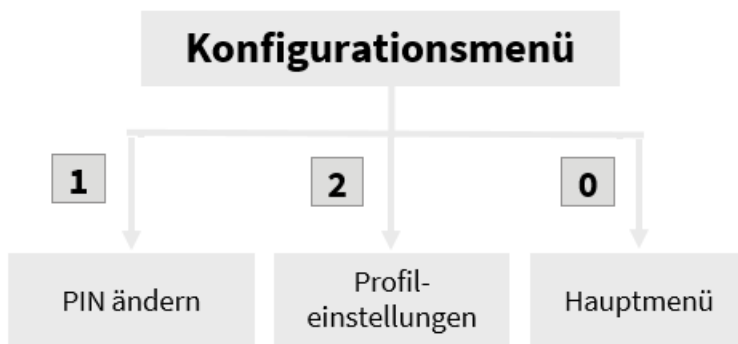 Konfigurationsmenü
1
2
0
PIN ändern
Profil-
einstellungen
Hauptmenü